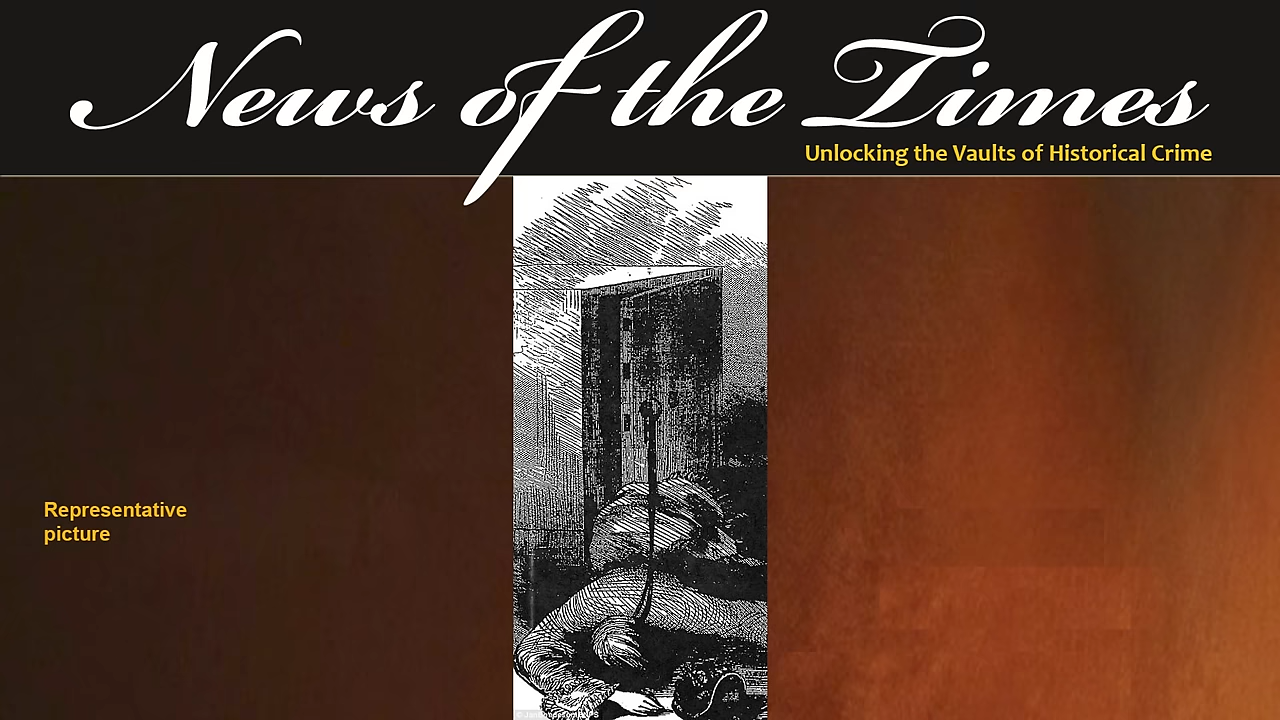 News of the Times
Unlocking the Vaults of Historical Crime
Representative
picture